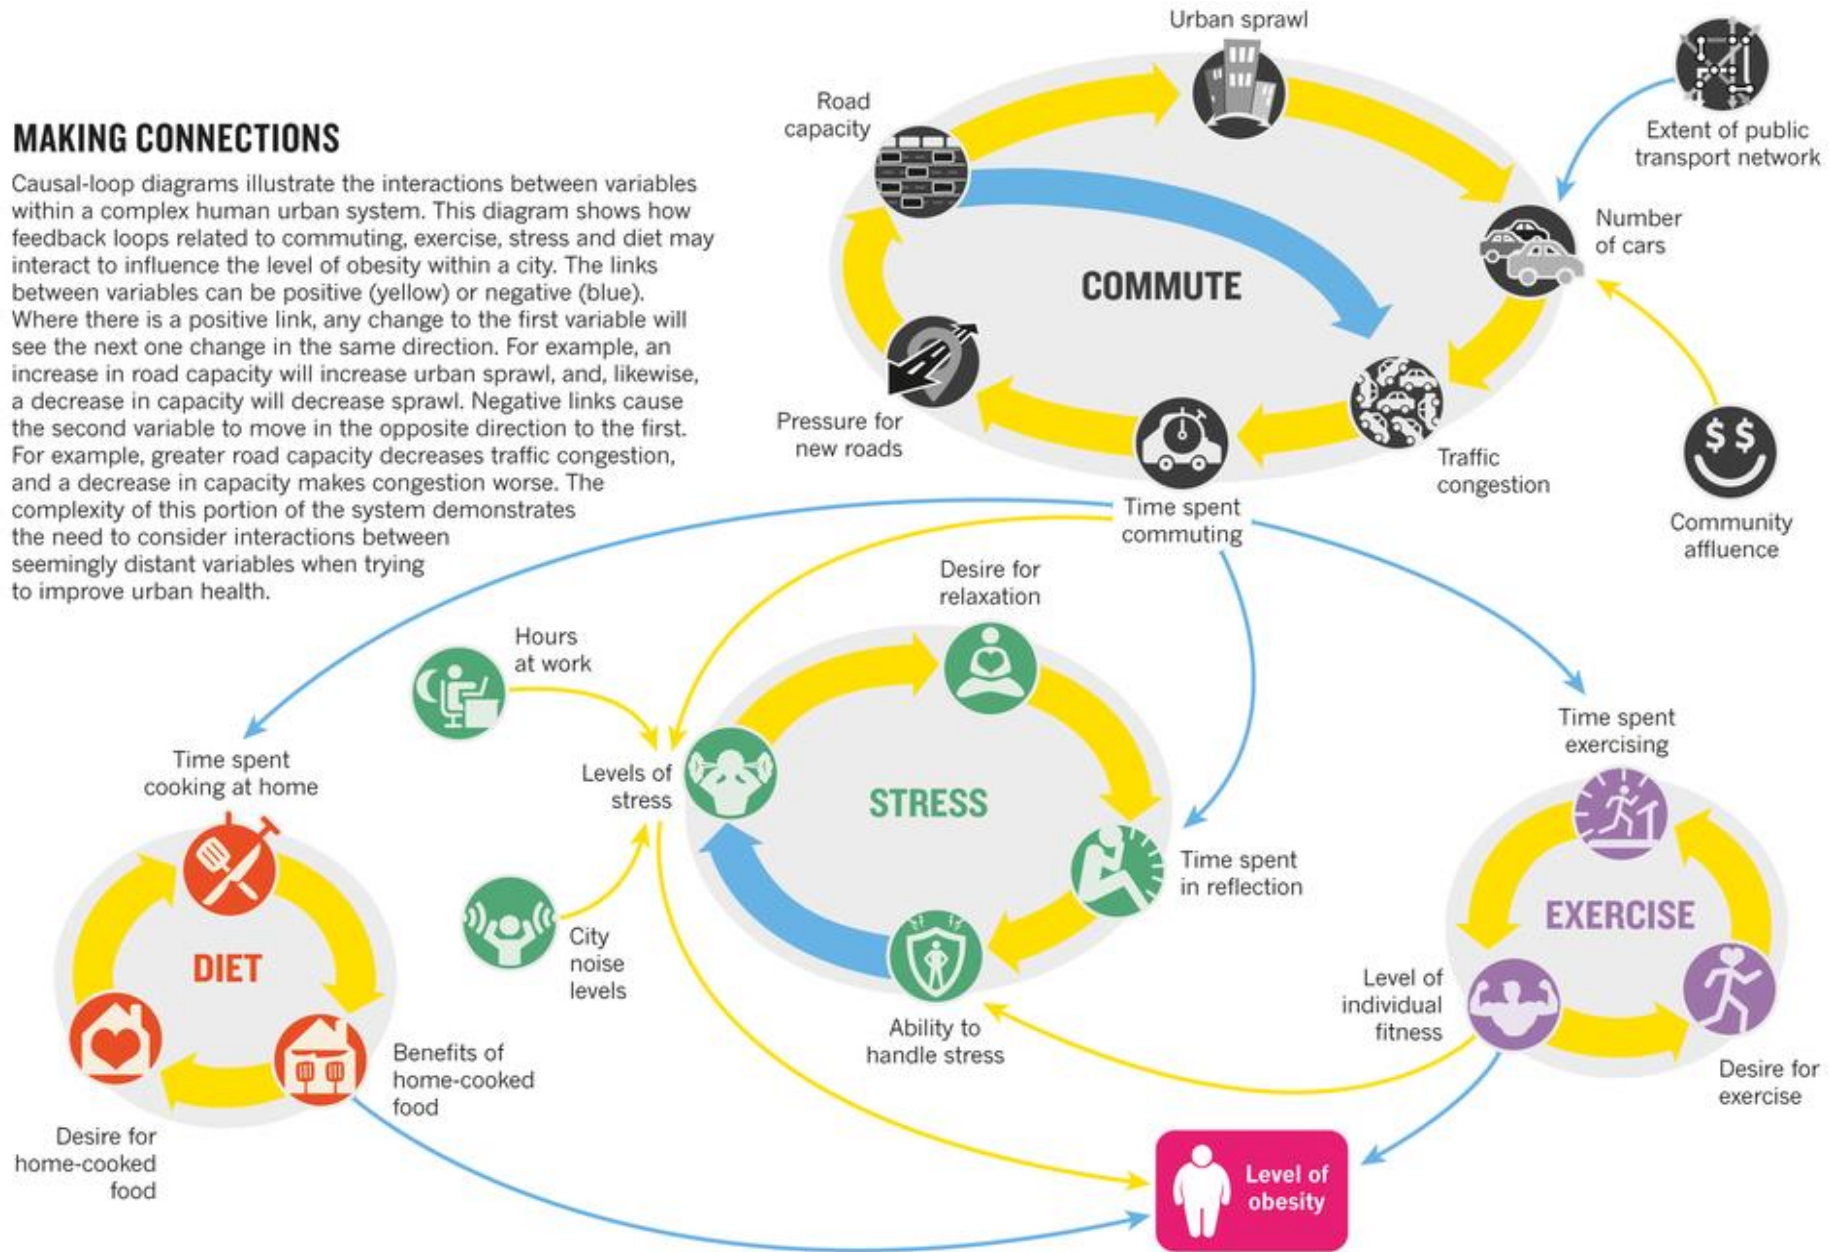 MAKING CONNECTIONS
Causal-loop diagrams illustrate the interactions between variables
within a complex human urban system. This diagram shows how
feedback loops related to commuting, exercise, stress and diet may
interact to influence the level of obesity within a city. The links
between variables can be positive (yellow) or negative (blue).
Where there is a positive link, any change to the first variable will
see the next one change in the same direction. For example, an
increase in road capacity will increase urban sprawl, and, likewise,
a decrease in capacity will decrease sprawl. Negative links cause
the second variable to move in the opposite direction to the first.
For example, greater road capacity decreases traffic congestion,
and a decrease in capacity makes congestion worse. The
complexity of this portion of the system demonstrates
the need to consider interactions between
seemingly distant variables when trying
to improve urban health.
Urban sprawl
Road
capacity
Extent of public
transport network
Number
of cars
COMMUTE
Pressure for
new roads
Traffic
congestion
$ $
Community
affluence
Time spent
commuting
Desire for
relaxation
Hours
at work
Levels of
stress
STRESS
Time spent
in reflection
City
noise
levels
Ability to
handle stress
Time spent
cooking at home
DIET
Benefits of
home-cooked
food
Desire for
home-cooked
food
Time spent
exercising
EXERCISE
Level of
individual
fitness
Desire for
exercise
Level of
obesity